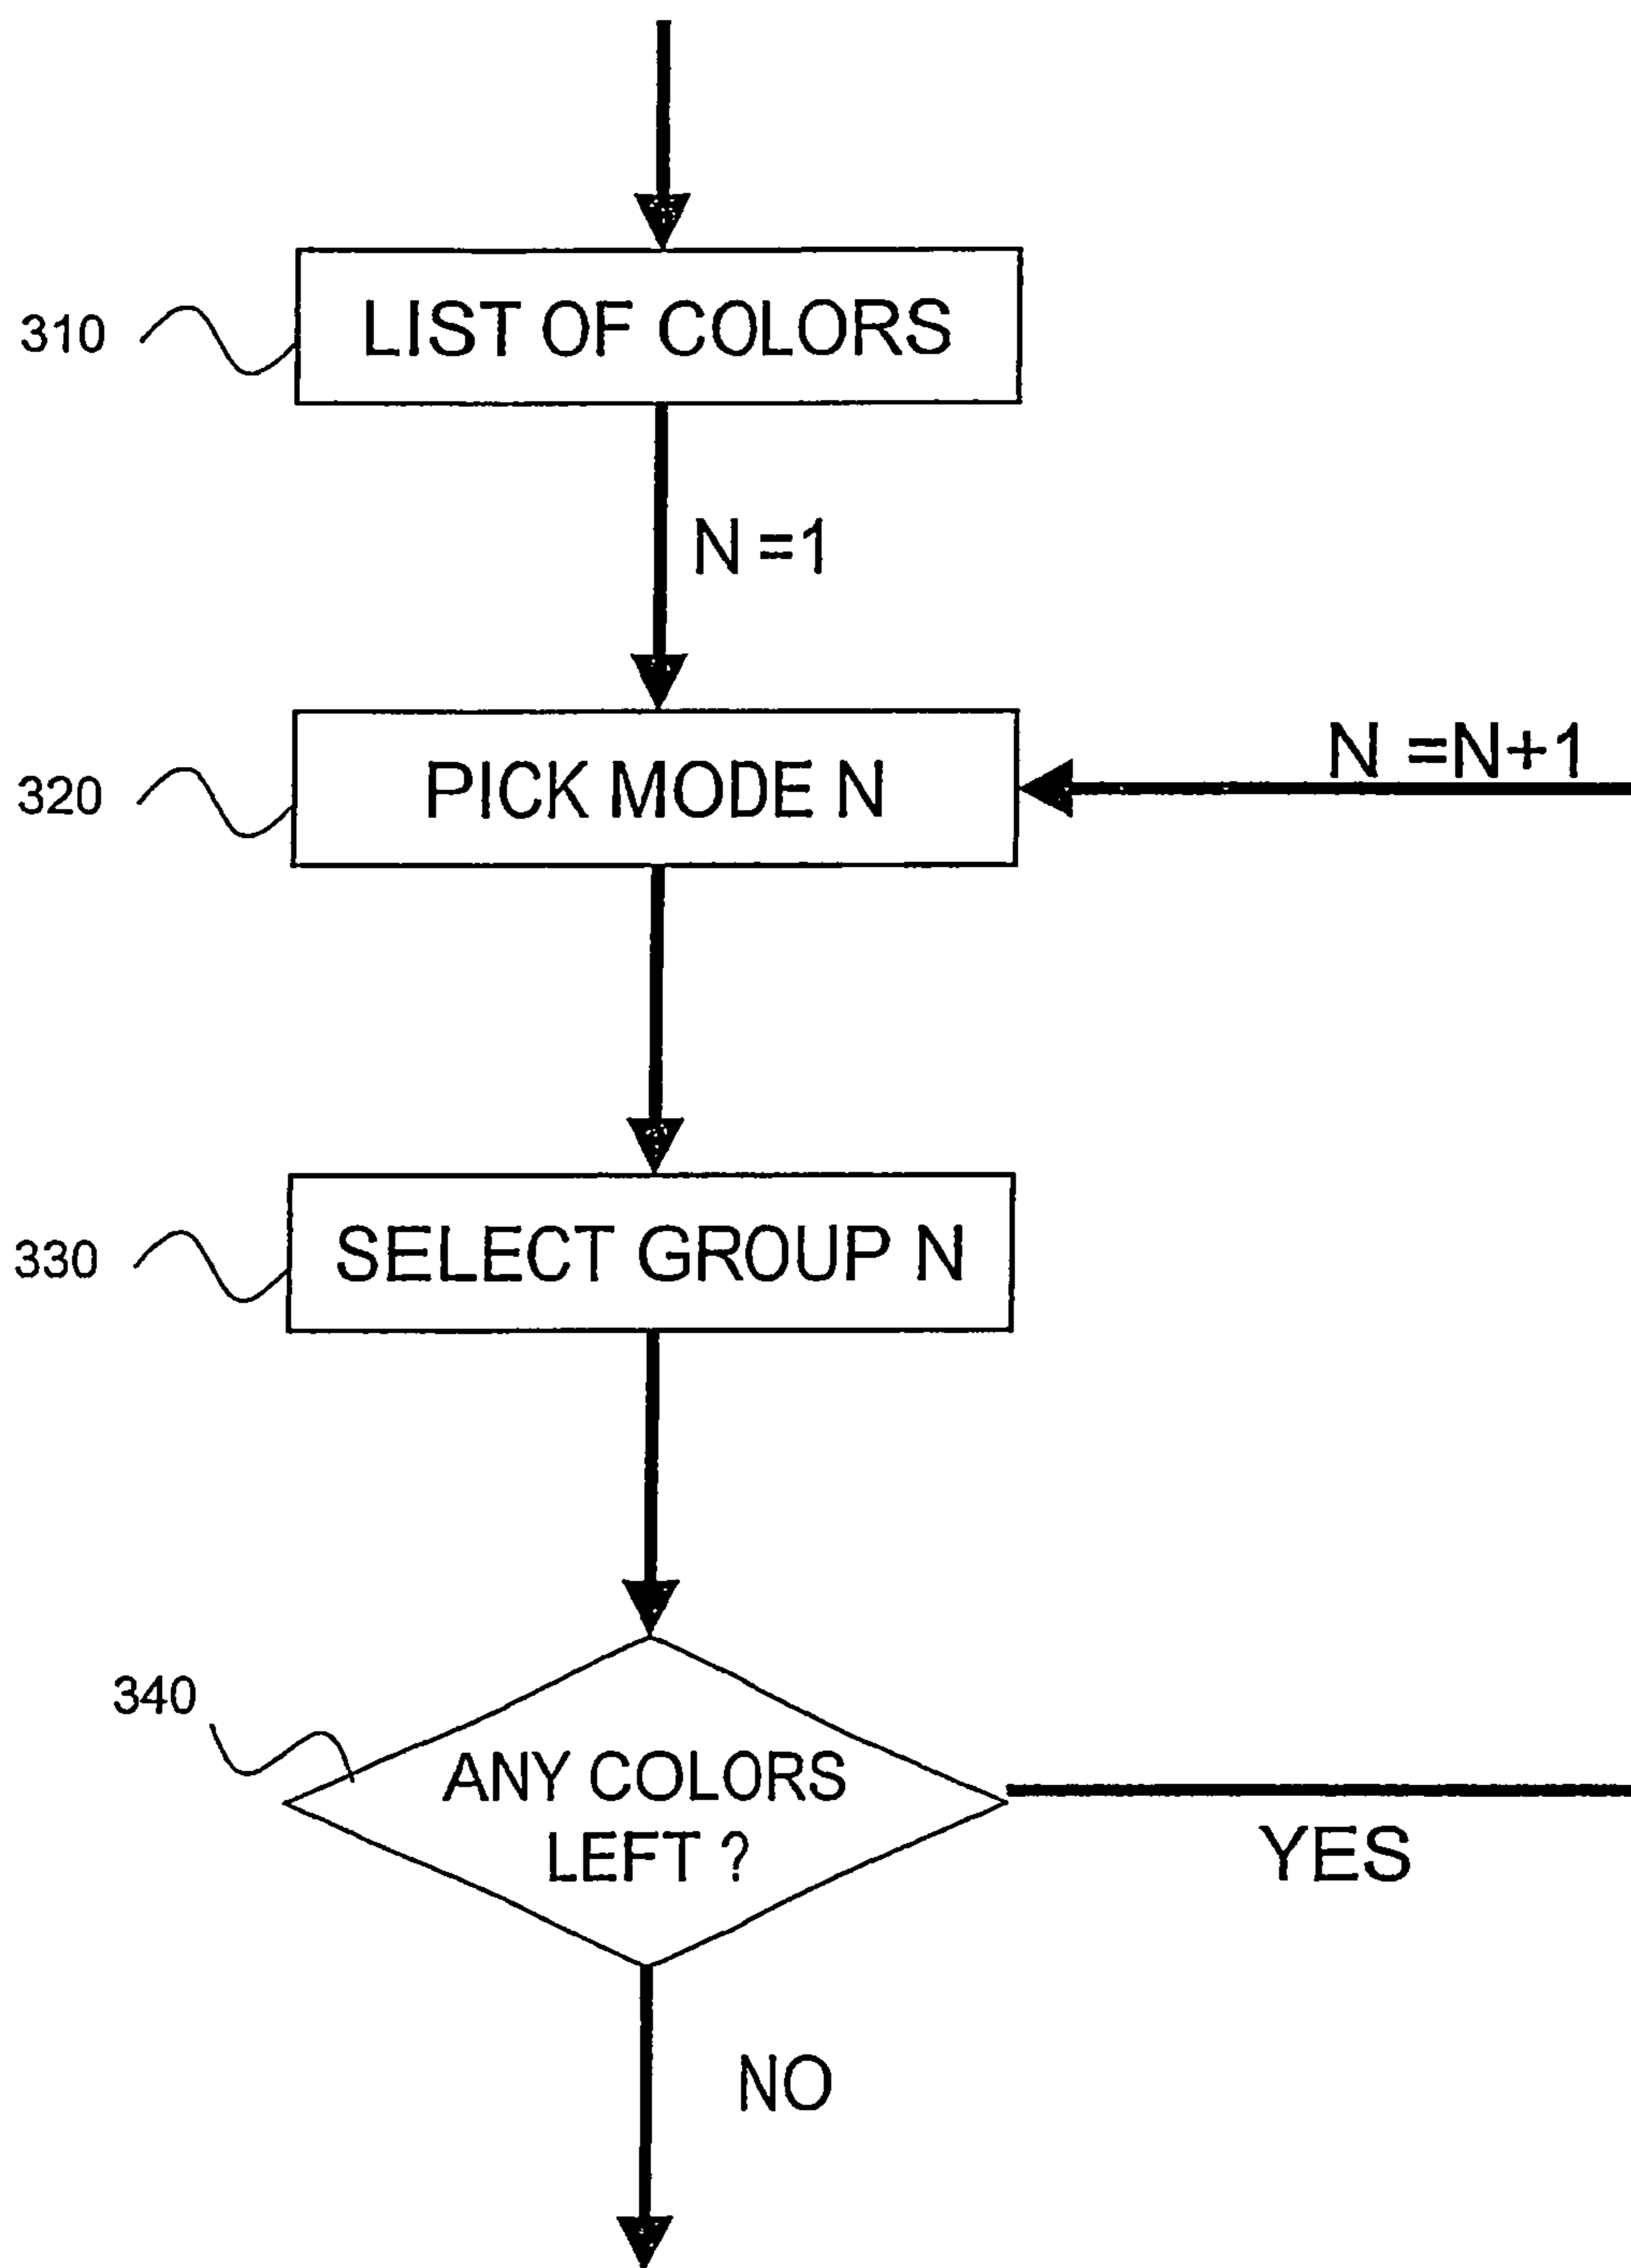 310
LIST OF COLORS
N =1
320
PICK MODE N
N =N+1
330
SELECT GROUP N
340
ANY COLORS
LEFT ?
YES
NO